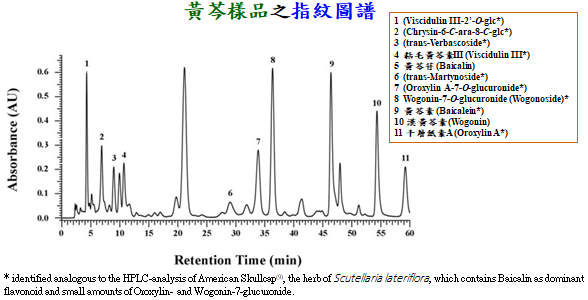 黃芩樣品之指紋圖譜
1 (Viscidulin III-2'-O-glc*)
2 (Chrysin-6-C-ara-8-C-glc*)
3 (trans-Verbascoside*)
4 粘毛黃芩素III (Viscidulin III*)
5 黃芩苷(Baicalin)
6 (trans-Martynoside*)
7 (Oroxylin A-7-O-glucuronide*)
8 Wogonin-7-O-glucuronide (Wogonoside)*
9 黃芩素 (Baicalein*)
10 漢黃芩素(Wogonin)
11 千層紙素A (Oroxylin A*)
Absorbance (AU)
0.6
0.5
0.4
0.3
0.2
0.1
0.0
1
2
3
4
6
7
8
9
10
11
0 5 10 15 20 25 30 35 40 45 50 55 60
Retention Time (min)
* identified analogous to the HPLC-analysis of American Skullcap, the herb of Scutellaria lateriflora, which contains Baicalin as dominant
flavonoid and small amounts of Oroxylin- and Wogonin-7-glucuronide.